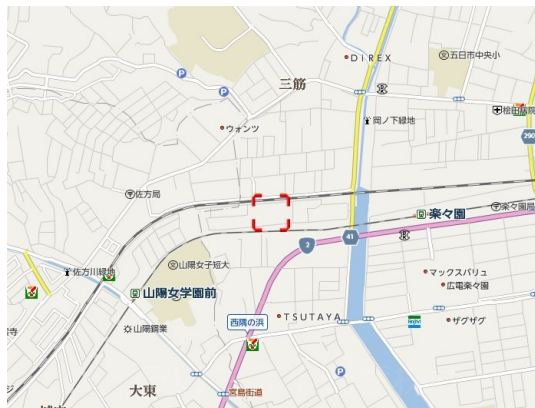 DIREX
五日市中央小
三筋
桧田病院
岡ノ下緑地
ウォンツ
290
佐方局
楽々園
楽々園局
41
2
佐方川緑地
山陽女子短大
マックスバリュ
広電楽々園
山陽女学園前
西隅の浜
TSUTAYA
ザグザグ
山陽鋼業
大東
宮島街道